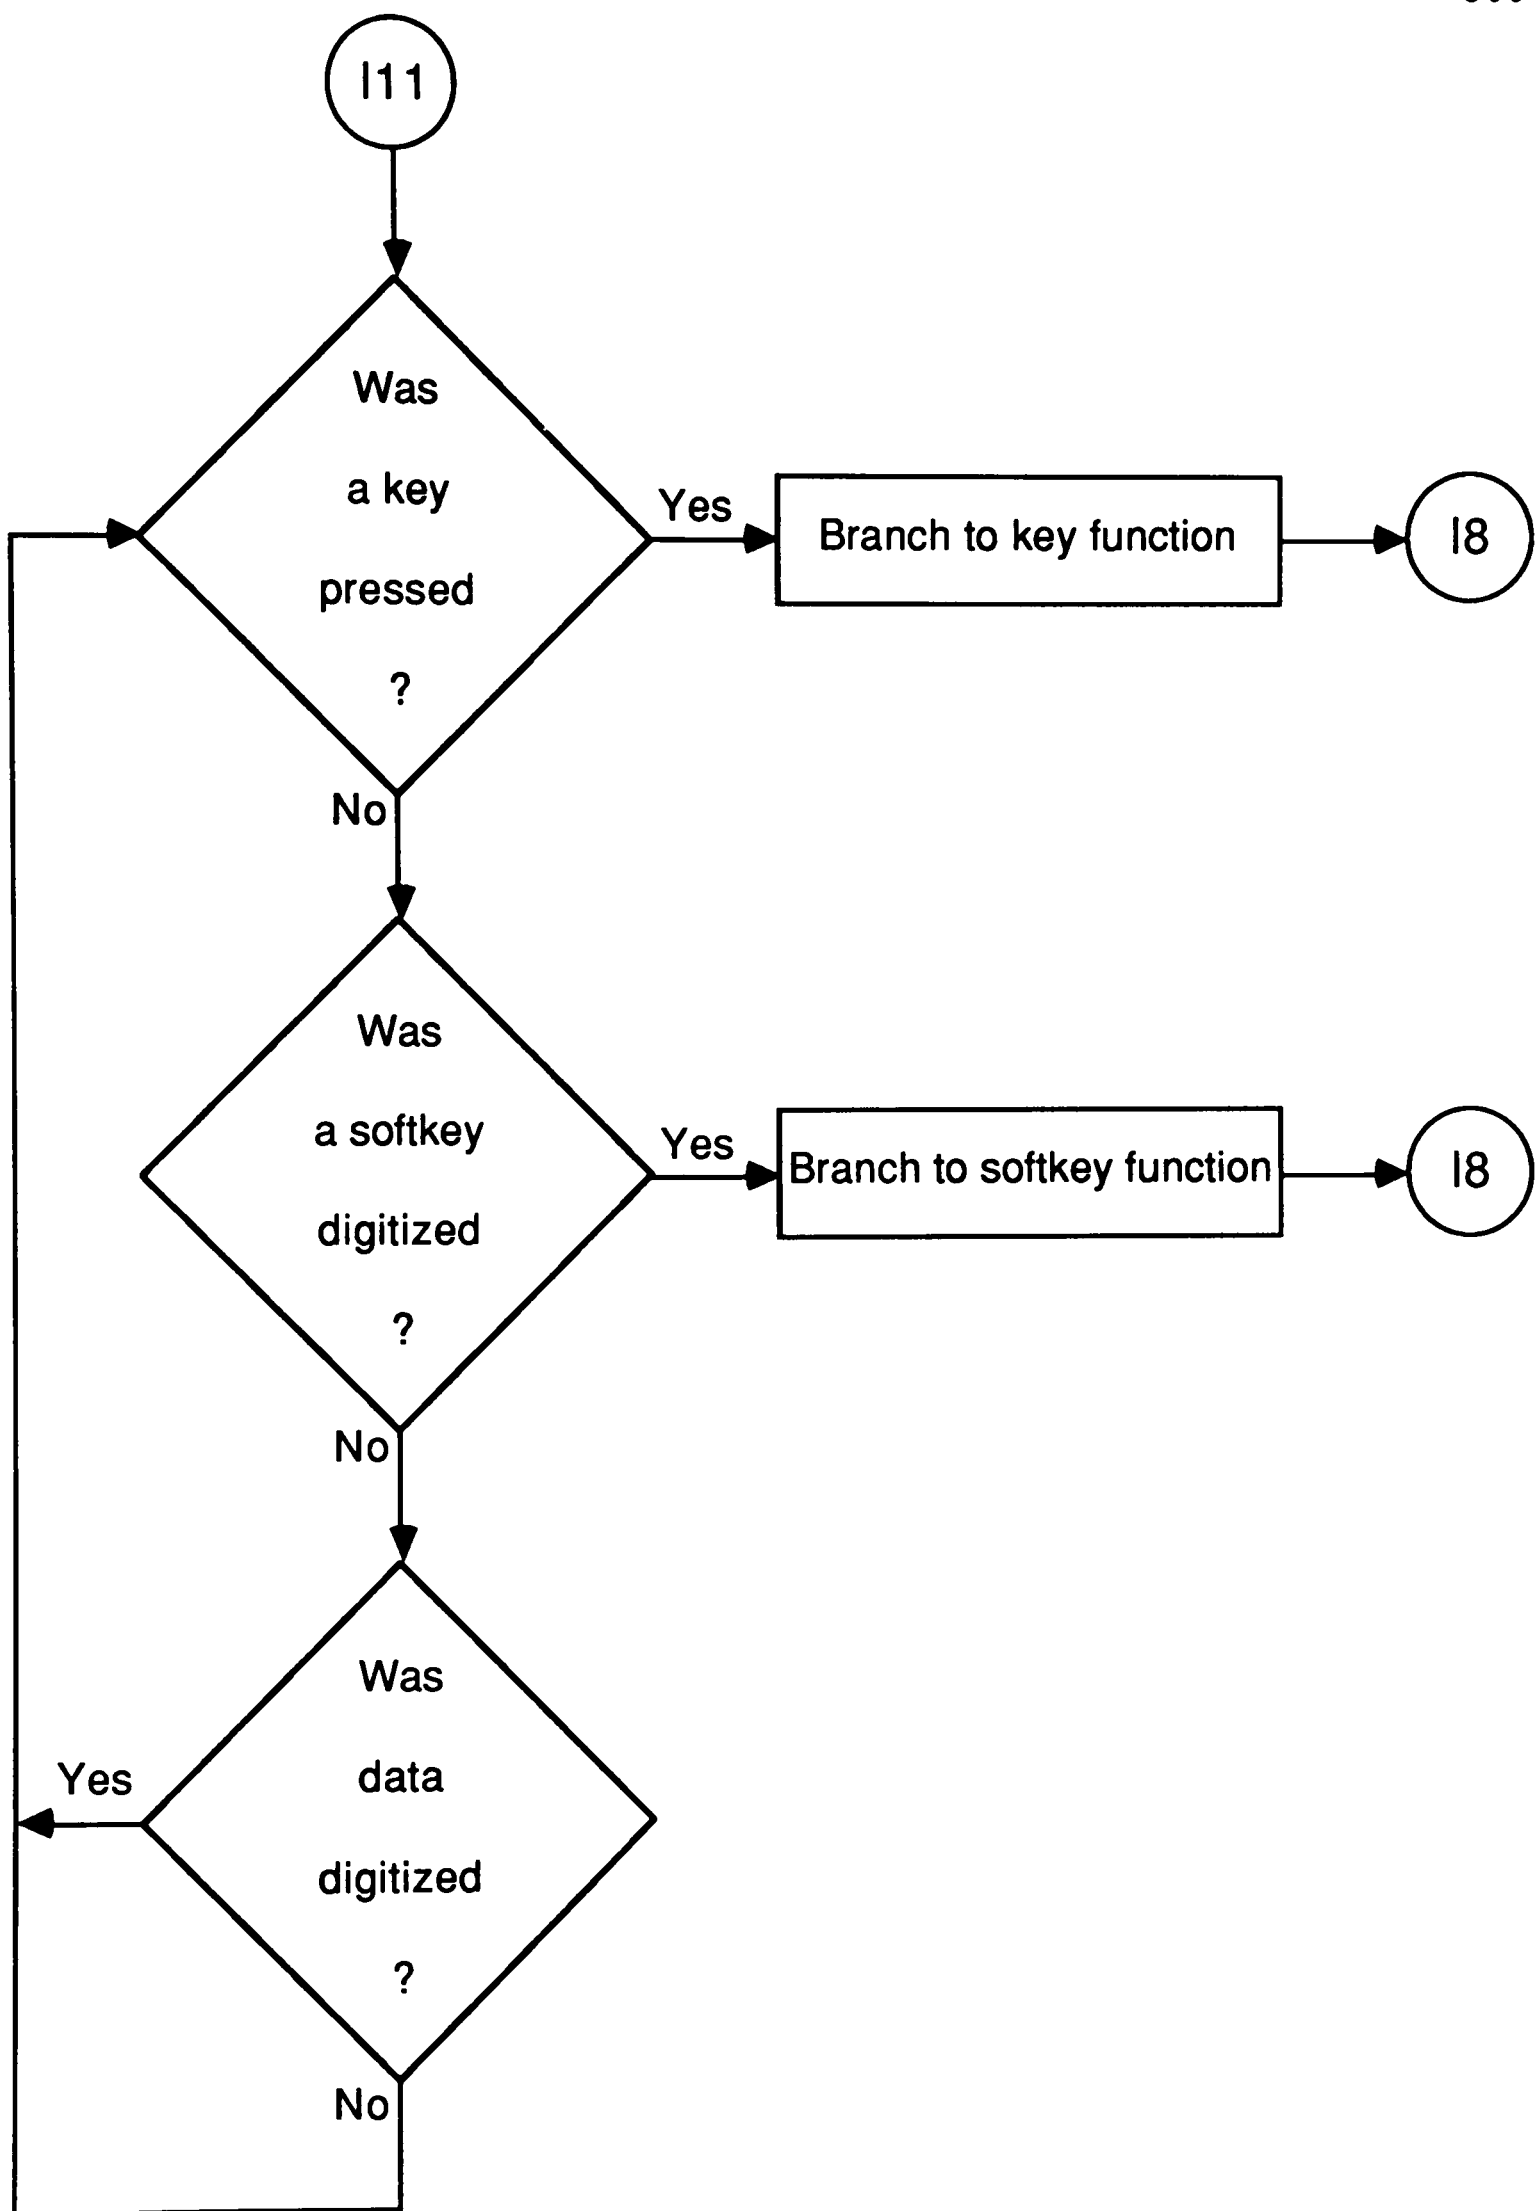 I11
Was
a key
pressed
?
Yes
Branch to key function
I8
No
Was
a softkey
digitized
?
Yes
Branch to softkey function
I8
No
Was
data
digitized
?
Yes
No